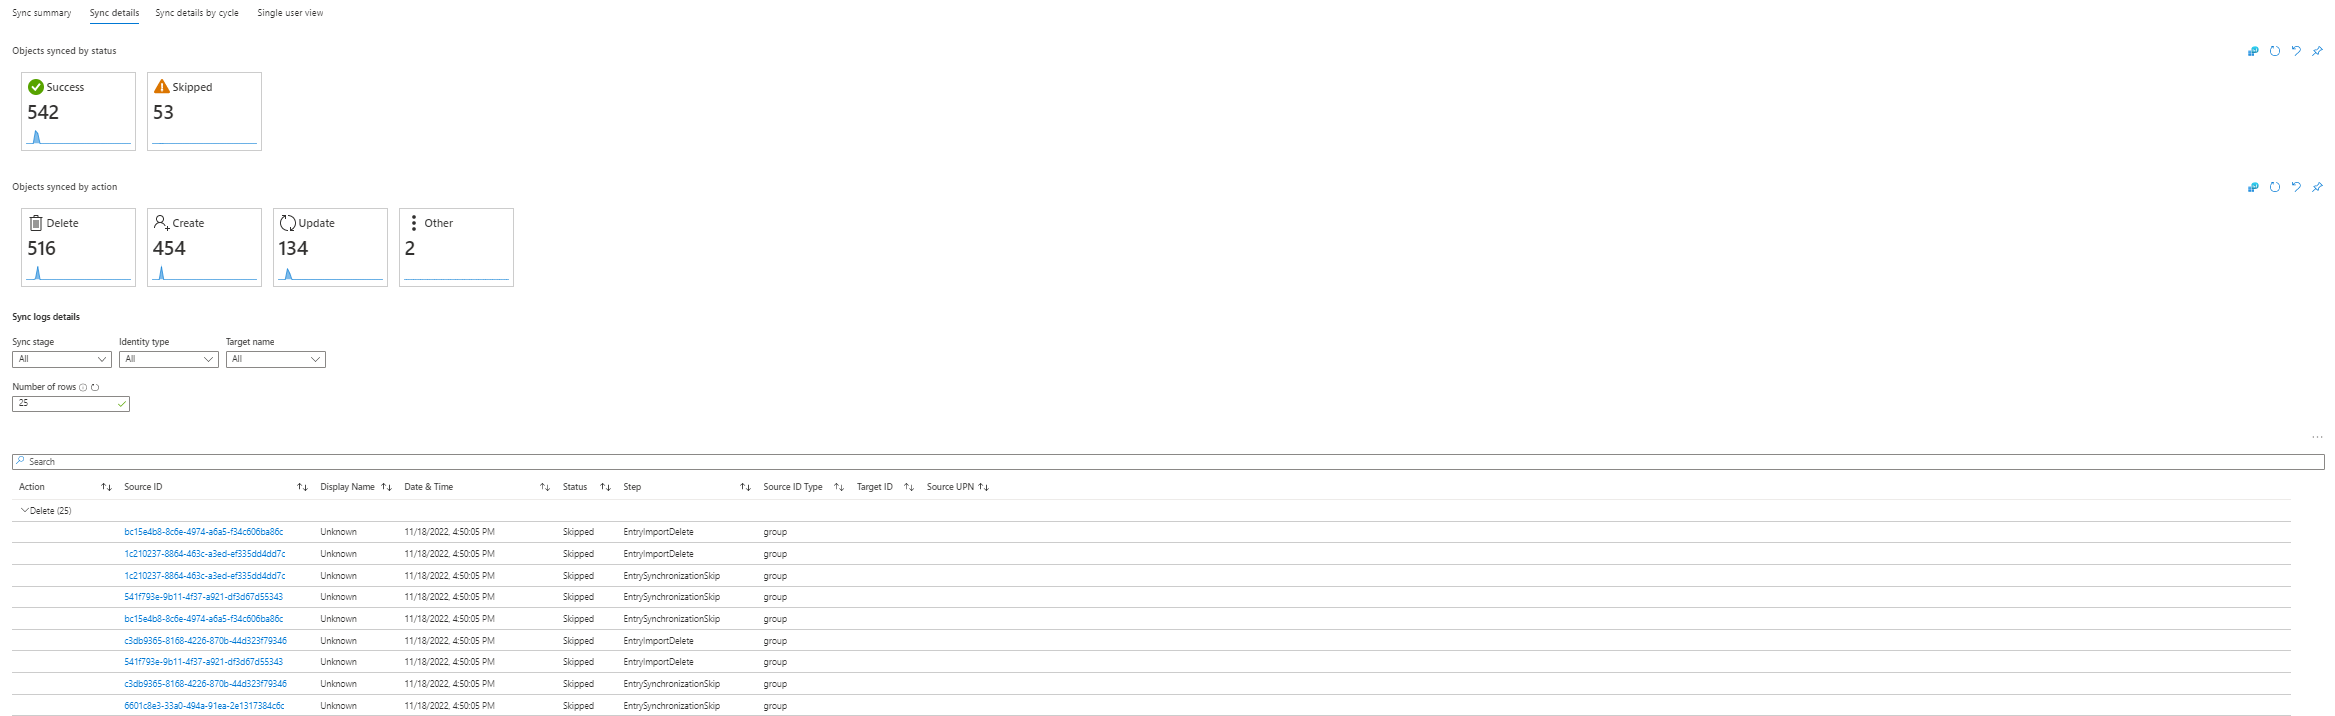 Sync summary Sync details Sync details by cycle Single user view
Objects synced by status
Success Skipped
542 53
Objects synced by action
Delete Create Update Other
516 454 134 2
Sync logs details
Sync stage Identity type Target name
All All All
Number of rows
25
...
Search
Action Source ID Display Name Date & Time Status Step Source ID Type Target ID Source UPN
Delete (25)
bc15e4b8-8c6e-4974-a6a5-f34c606ba86c Unknown 11/18/2022, 4:50:05 PM Skipped EntryImportDelete group
1c210237-8864-463c-a3ed-ef335dd4dd7c Unknown 11/18/2022, 4:50:05 PM Skipped EntryImportDelete group
1c210237-8864-463c-a3ed-ef335dd4dd7c Unknown 11/18/2022, 4:50:05 PM Skipped EntrySynchronizationSkip group
541f793e-9b11-4f37-a921-df3d67d55343 Unknown 11/18/2022, 4:50:05 PM Skipped EntrySynchronizationSkip group
bc15e4b8-8c6e-4974-a6a5-f34c606ba86c Unknown 11/18/2022, 4:50:05 PM Skipped EntrySynchronizationSkip group
c3db9365-8168-4226-870b-44d323f79346 Unknown 11/18/2022, 4:50:05 PM Skipped EntryImportDelete group
541f793e-9b11-4f37-a921-df3d67d55343 Unknown 11/18/2022, 4:50:05 PM Skipped EntryImportDelete group
c3db9365-8168-4226-870b-44d323f79346 Unknown 11/18/2022, 4:50:05 PM Skipped EntrySynchronizationSkip group
6601c8e3-33a0-494a-91ea-2e1317384c6c Unknown 11/18/2022, 4:50:05 PM Skipped EntrySynchronizationSkip group